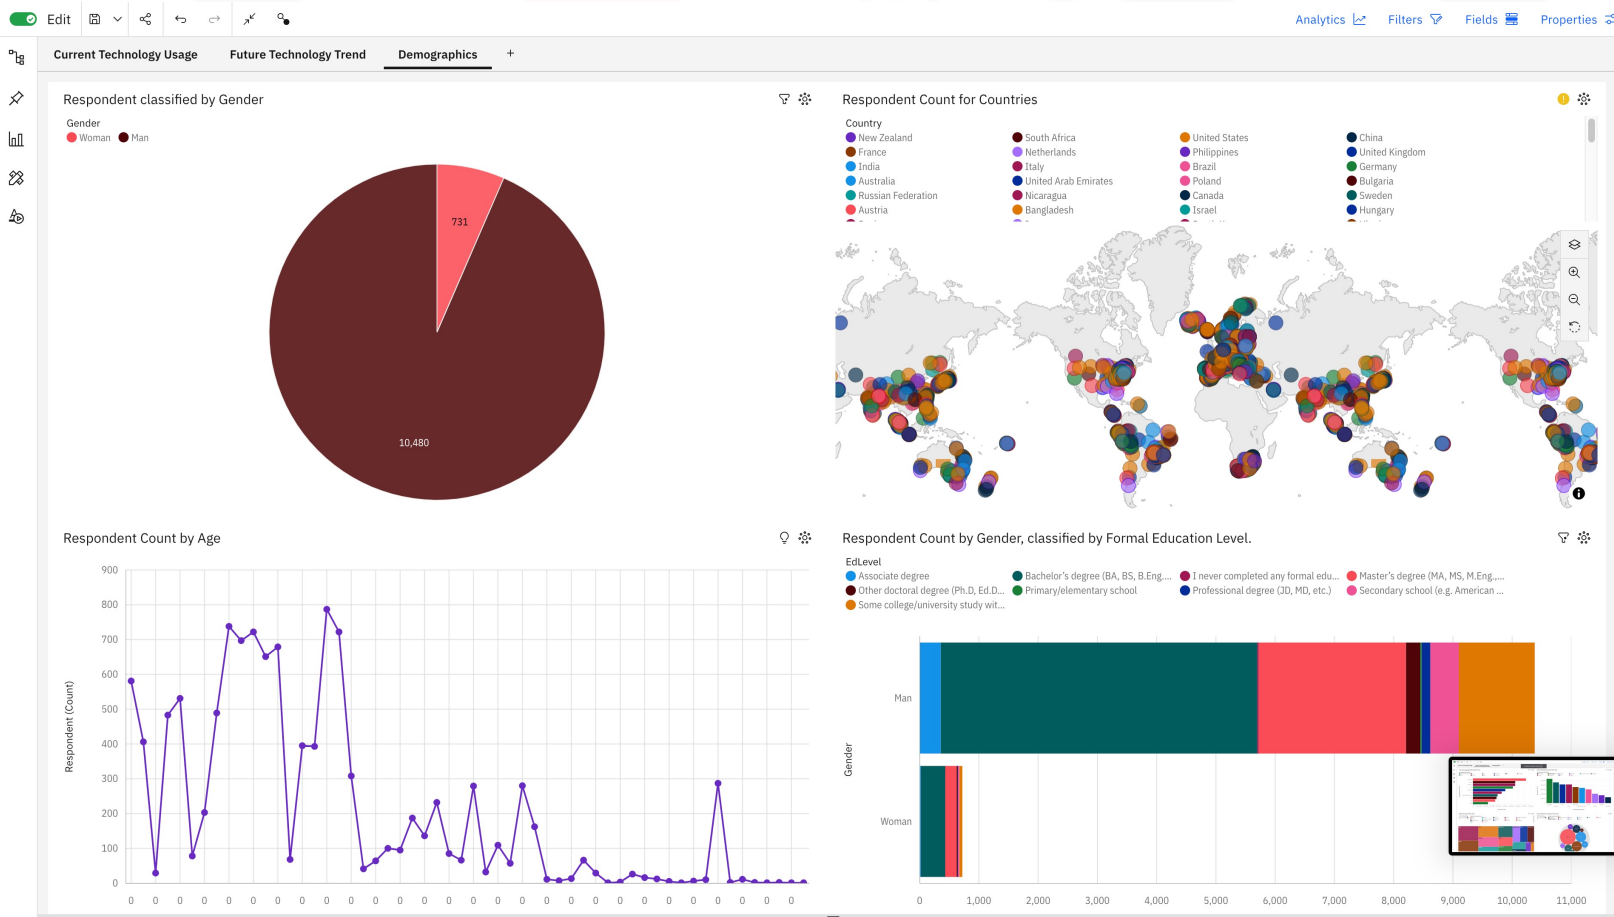 Edit
Analytics
Filters
Fields
Properties
Current Technology Usage
Future Technology Trend
Demographics
+
Respondent classified by Gender
Gender
Woman
Man
731
10,480
Respondent Count for Countries
Country
New Zealand
South Africa
United States
China
France
Netherlands
Philippines
United Kingdom
India
Italy
Brazil
Germany
Australia
United Arab Emirates
Poland
Bulgaria
Russian Federation
Nicaragua
Canada
Sweden
Austria
Bangladesh
Israel
Hungary
Respondent Count by Age
Respondent (Count)
900
800
700
600
500
400
300
200
100
0
0 0 0 0 0 0 0 0 0 0 0 0 0 0 0 0 0 0 0 0 0 0 0 0 0 0 0 0
Respondent Count by Gender, classified by Formal Education Level.
EdLevel
Associate degree
Bachelor’s degree (BA, BS, B.Eng....
I never completed any formal edu...
Master’s degree (MA, MS, M.Eng.,...
Other doctoral degree (Ph.D, Ed.D...
Primary/elementary school
Professional degree (JD, MD, etc.)
Secondary school (e.g. American ...
Some college/university study wit...
Gender
Man
Woman
0 1,000 2,000 3,000 4,000 5,000 6,000 7,000 8,000 9,000 10,000 11,000